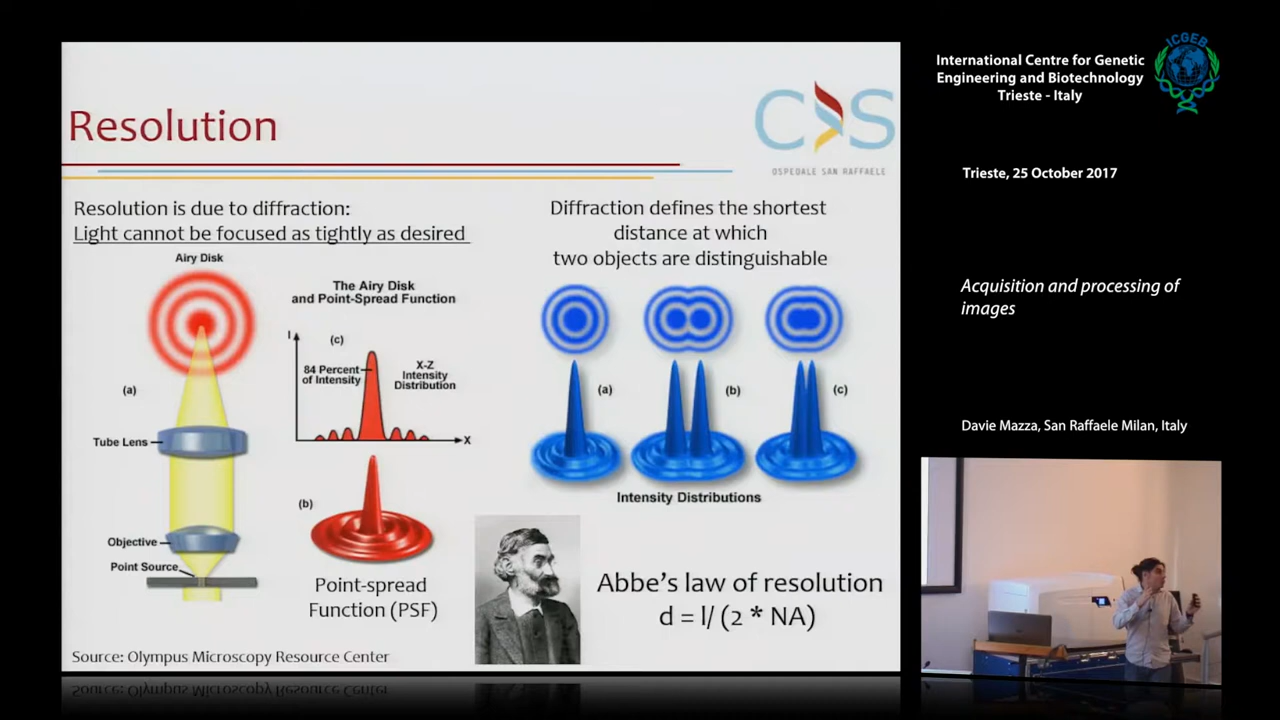 Resolution
CIS
OSPEDALE SAN RAFFAELE
Resolution is due to diffraction:
Light cannot be focused as tightly as desired
Airy Disk
The Airy Disk
and Point-Spread Function
I
(c)
84 Percent
of Intensity
X-Z
Intensity
Distribution
X
(a)
Tube Lens
Objective
Point Source
(b)
Point-spread
Function (PSF)
Source: Olympus Microscopy Resource Center
Diffraction defines the shortest
distance at which
two objects are distinguishable
(a)
(b)
(c)
Intensity Distributions
Abbe's law of resolution
d = l/ (2 * NA)
International Centre for Genetic
Engineering and Biotechnology
Trieste - Italy
ICGEB
Trieste, 25 October 2017
Acquisition and processing of
images
Davie Mazza, San Raffaele Milan, Italy